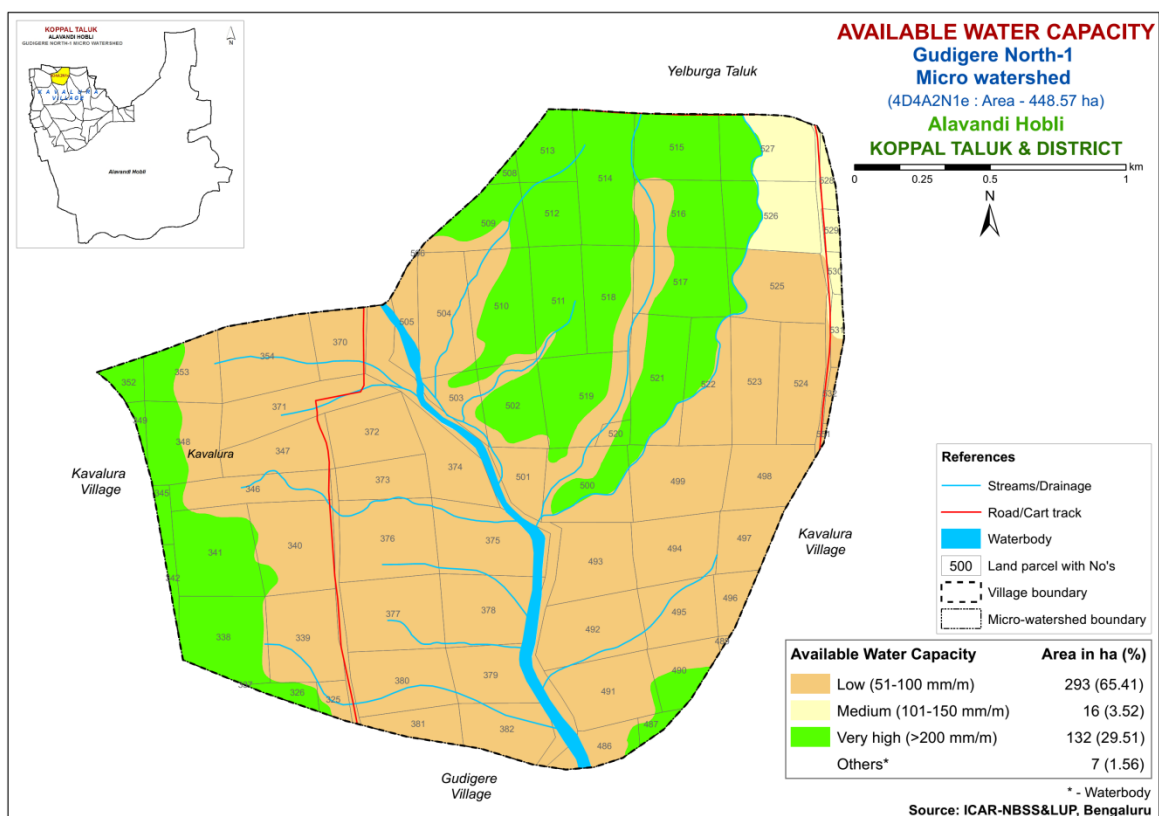 KOPPAL TALUK
ALAVANDI HOBLI
GUDIGERE NORTH-1 MICRO WATERSHED
N
KAVALURA
VILLAGE
Alavandi Hobli
AVAILABLE WATER CAPACITY
Gudigere North-1
Micro watershed
(4D4A2N1e : Area - 448.57 ha)
Alavandi Hobli
KOPPAL TALUK & DISTRICT
km
0 0.25 0.5 1
N
Yelburga Taluk
513
515
527
508
514
528
512
516
526
509
529
506
530
517
525
510
511
518
504
505
531
370
354
353
352
523
524
521
522
503
532
519
502
371
349
520
372
551
348
Kavalura
347
374
501
498
499
373
500
346
345
Kavalura
Village
341
340
376
375
494
497
493
Kavalura
Village
342
496
378
495
377
492
338
339
489
490
379
380
337
326
325
491
487
381
382
486
Gudigere
Village
References
Streams/Drainage
Road/Cart track
Waterbody
500 Land parcel with No's
Village boundary
Micro-watershed boundary
Available Water Capacity Area in ha (%)
Low (51-100 mm/m) 293 (65.41)
Medium (101-150 mm/m) 16 (3.52)
Very high (>200 mm/m) 132 (29.51)
Others* 7 (1.56)
* - Waterbody
Source: ICAR-NBSS&LUP, Bengaluru